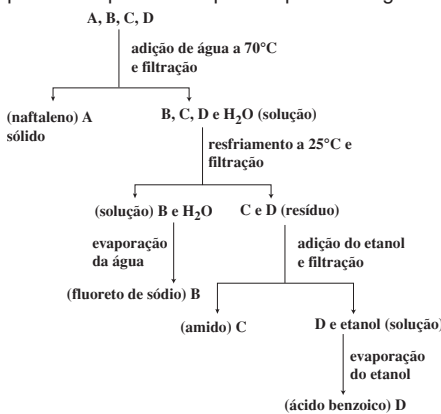 A, B, C, D
adição de água a 70°C
e filtração
(naftaleno) A
sólido
B, C, D e H₂O (solução)
resfriamento a 25°C e
filtração
(solução) B e H₂O
C e D (resíduo)
evaporação
da água
adição do etanol
e filtração
(fluoreto de sódio) B
(amido) C
D e etanol (solução)
evaporação
do etanol
(ácido benzoico) D